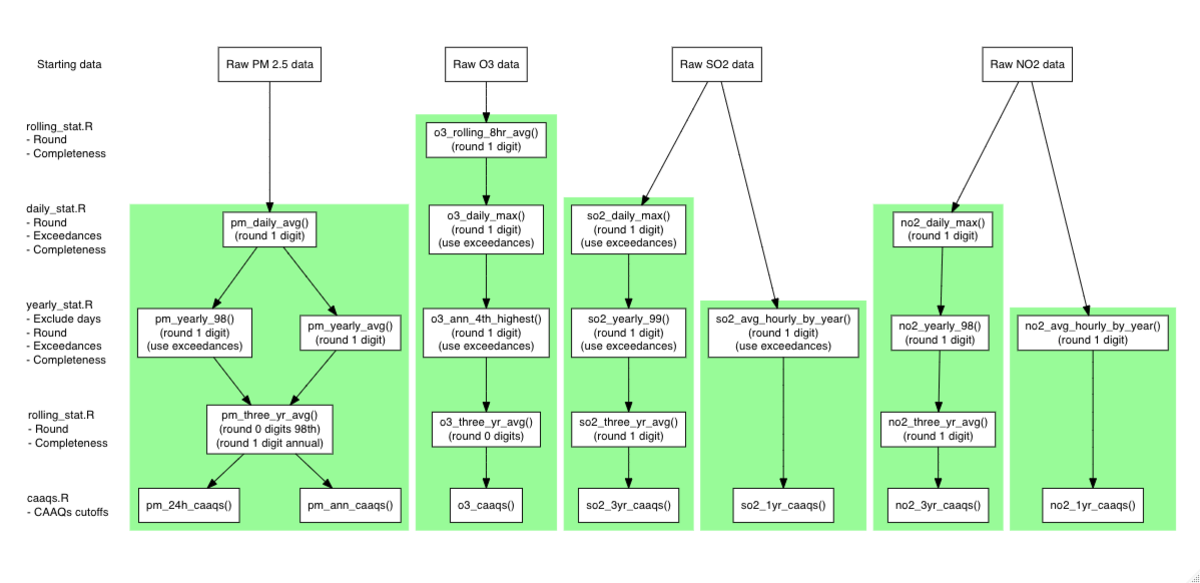 Starting data
Raw PM 2.5 data
Raw O3 data
Raw SO2 data
Raw NO2 data
rolling_stat.R
- Round
- Completeness
o3_rolling_8hr_avg()
(round 1 digit)
daily_stat.R
- Round
- Exceedances
- Completeness
pm_daily_avg()
(round 1 digit)
o3_daily_max()
(round 1 digit)
(use exceedances)
so2_daily_max()
(round 1 digit)
(use exceedances)
no2_daily_max()
(round 1 digit)
yearly_stat.R
- Exclude days
- Round
- Exceedances
- Completeness
pm_yearly_98()
(round 1 digit)
(use exceedances)
pm_yearly_avg()
(round 1 digit)
o3_ann_4th_highest()
(round 1 digit)
(use exceedances)
so2_yearly_99()
(round 1 digit)
(use exceedances)
so2_avg_hourly_by_year()
(round 1 digit)
(use exceedances)
no2_yearly_98()
(round 1 digit)
no2_avg_hourly_by_year()
(round 1 digit)
rolling_stat.R
- Round
- Completeness
pm_three_yr_avg()
(round 0 digits 98th)
(round 1 digit annual)
o3_three_yr_avg()
(round 0 digits)
so2_three_yr_avg()
(round 1 digit)
no2_three_yr_avg()
(round 1 digit)
caaqs.R
- CAAQs cutoffs
pm_24h_caaqs()
pm_ann_caaqs()
o3_caaqs()
so2_3yr_caaqs()
so2_1yr_caaqs()
no2_3yr_caaqs()
no2_1yr_caaqs()